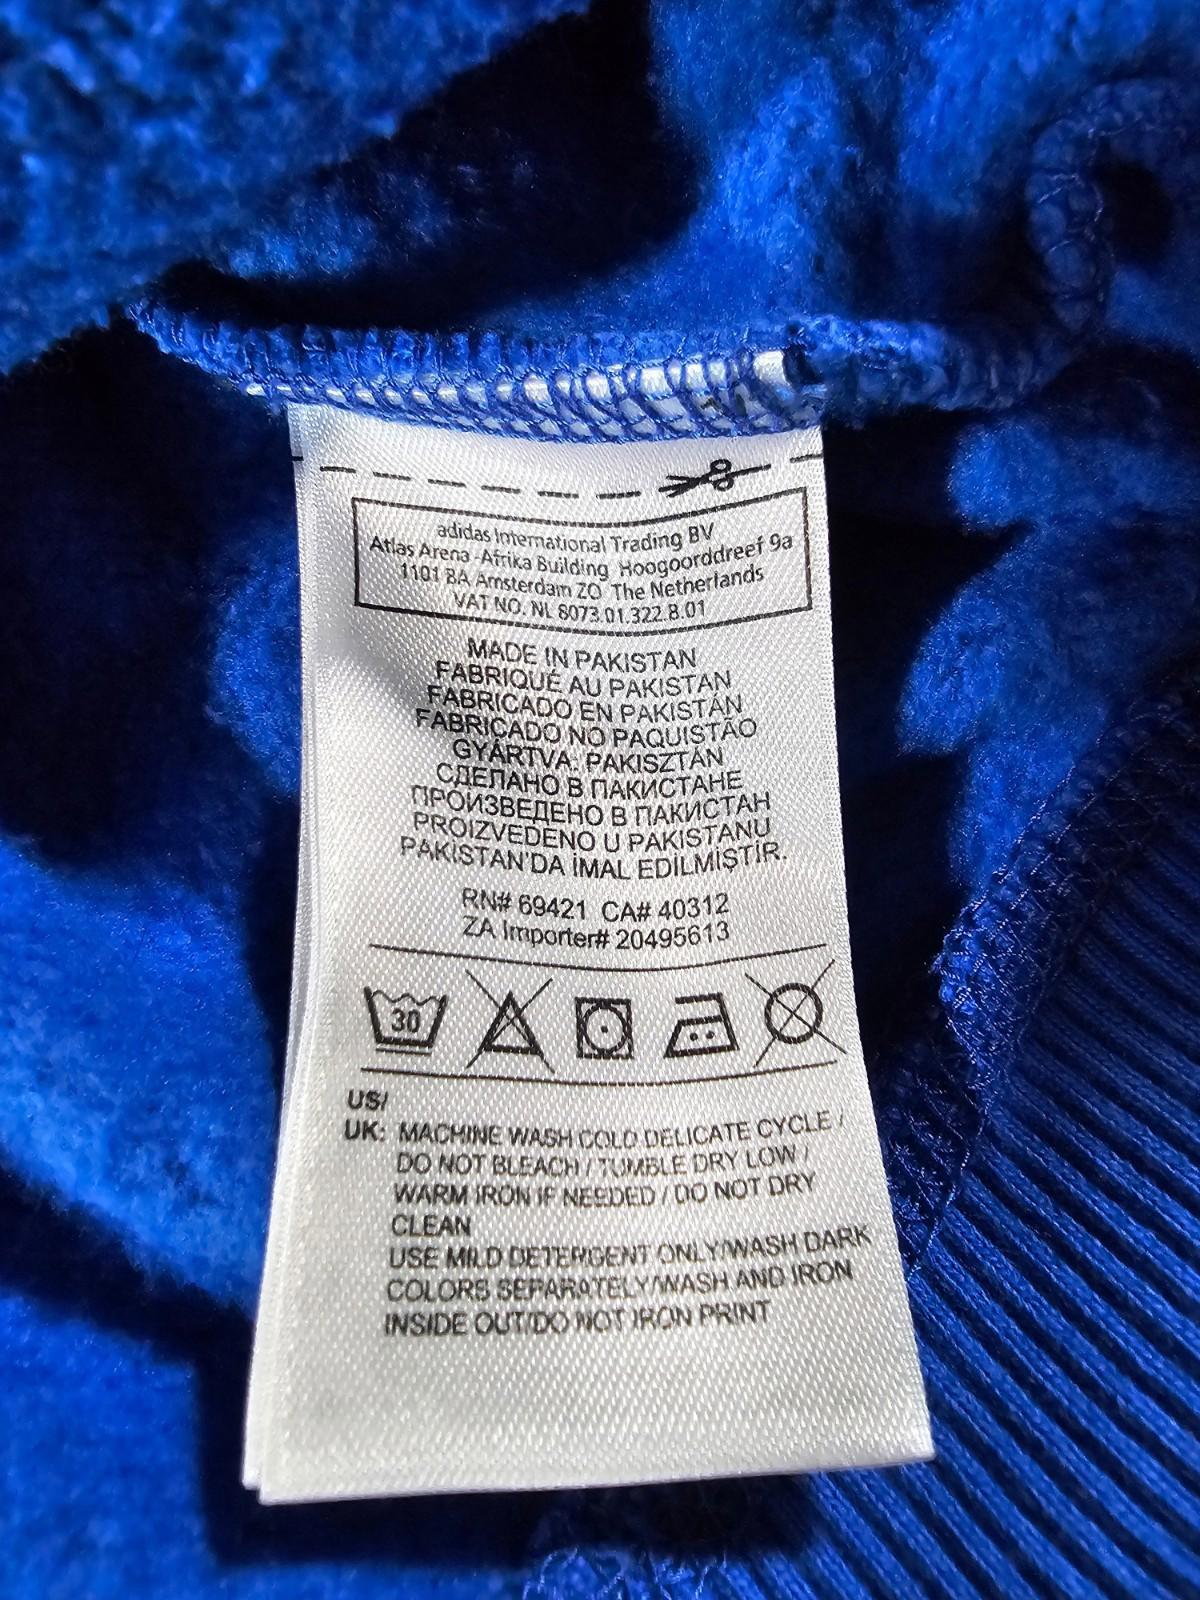 adidas International Trading BV
Atlas Arena -Afrika Building Hoogoorddreef 9a
1101 BA Amsterdam ZO The Netherlands
VAT NO. NL 8073.01.322.B.01
MADE IN PAKISTAN
FABRIQUÉ AU PAKISTAN
FABRICADO EN PAKISTÁN
FABRICADO NO PAQUISTÃO
GYÁRTVA: PAKISZTÁN
СДЕЛАНО В ПАКИСТАНЕ
ПРОИЗВЕДЕНО В ПАКИСТАН
PROIZVEDENO U PAKISTANU
PAKİSTAN'DA İMAL EDİLMİŞTİR.
RN# 69421 CA# 40312
ZA Importer# 20495613
30
US/
UK: MACHINE WASH COLD DELICATE CYCLE /
DO NOT BLEACH / TUMBLE DRY LOW /
WARM IRON IF NEEDED / DO NOT DRY
CLEAN
USE MILD DETERGENT ONLY/WASH DARK
COLORS SEPARATELY/WASH AND IRON
INSIDE OUT/DO NOT IRON PRINT